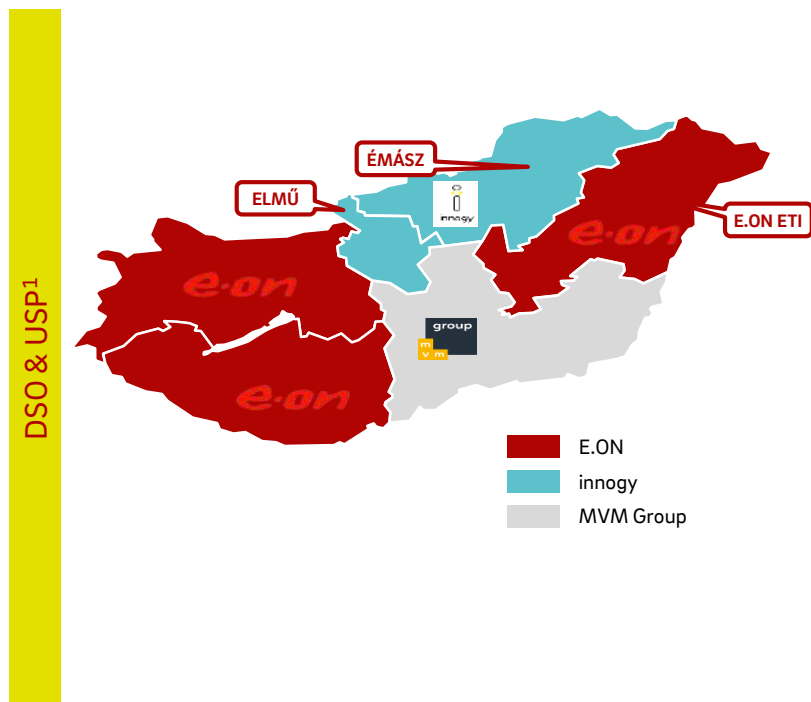 DSO & USP¹
ÉMÁSZ
ELMŰ
innogy
E.ON ETI
e·on
e·on
group
m
v m
e·on
E.ON
innogy
MVM Group